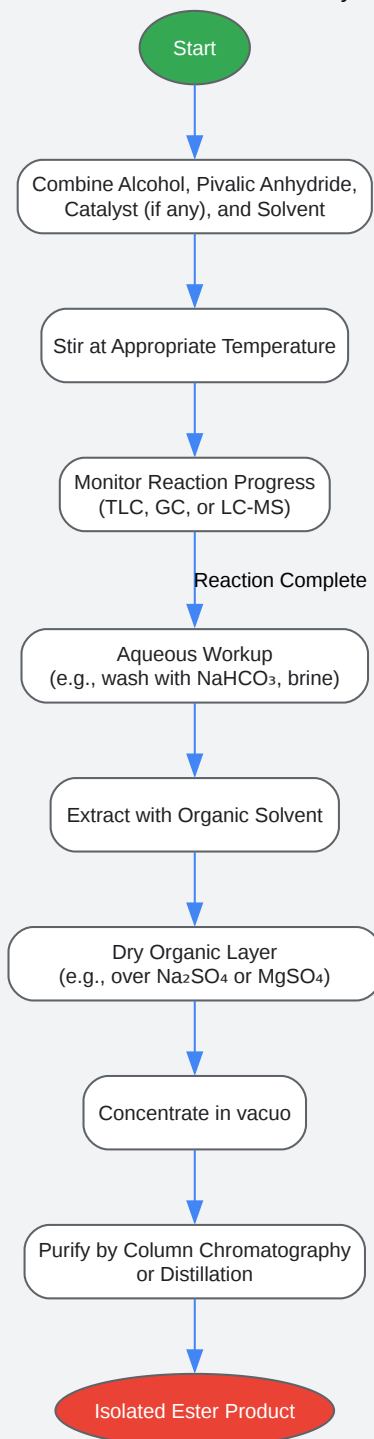 Start
Combine Alcohol, Pivalic Anhydride,
Catalyst (if any), and Solvent
Stir at Appropriate Temperature
Monitor Reaction Progress
(TLC, GC, or LC-MS)
Reaction Complete
Aqueous Workup
(e.g., wash with NaHCO₃, brine)
Extract with Organic Solvent
Dry Organic Layer
(e.g., over Na₂SO₄ or MgSO₄)
Concentrate in vacuo
Purify by Column Chromatography
or Distillation
Isolated Ester Product